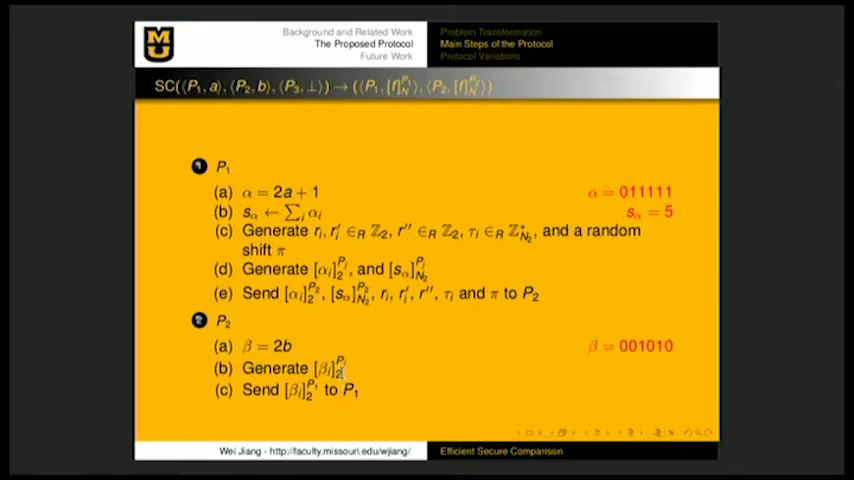 Background and Related Work
The Proposed Protocol
Future Work
Problem Transformation
Main Steps of the Protocol
Protocol Variations
MU
SC(⟨P₁, a⟩, ⟨P₂, b⟩, ⟨P₃, ⊥⟩) → (⟨P₁, [f]_N^{P₁}⟩, ⟨P₂, [f]_N^{P₂}⟩)
1 P₁
(a) α = 2a + 1 α = 011111
(b) s_α ← ∑_i α_i s_α = 5
(c) Generate r_i, r'_i ∈_R ℤ₂, r'' ∈_R ℤ₂, τ_i ∈_R ℤ*_{N₂}, and a random
shift π
(d) Generate [α_i]_2^{P_j}, and [s_α]_{N₂}^{P_j}
(e) Send [α_i]_2^{P₂}, [s_α]_{N₂}^{P₂}, r_i, r'_i, r'', τ_i and π to P₂
2 P₂
(a) β = 2b β = 001010
(b) Generate [β_i]_2^{P_j}
(c) Send [β_i]_2^{P₁} to P₁
Wei Jiang - http://faculty.missouri.edu/wjiang/
Efficient Secure Comparison